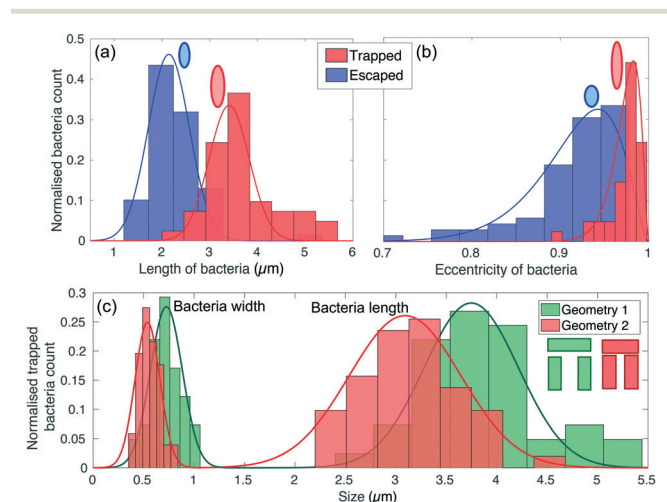 (a)
Trapped
Escaped
(b)
Normalised bacteria count
0.5
0.4
0.3
0.2
0.1
0
1
2
3
4
5
6
Length of bacteria (µm)
0.7
0.8
0.9
1
Eccentricity of bacteria
(c)
Bacteria width
Bacteria length
Geometry 1
Geometry 2
Normalised trapped
bacteria count
0.3
0.25
0.2
0.15
0.1
0.05
0
0
0.5
1
1.5
2
2.5
3
3.5
4
4.5
5
5.5
Size (µm)